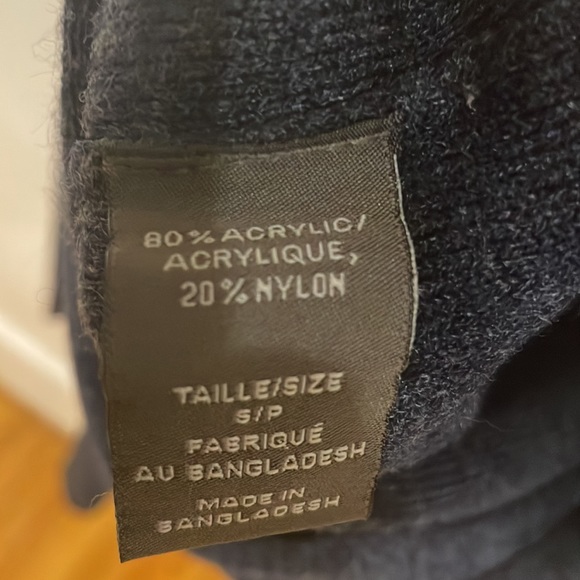 80% ACRYLIC/
ACRYLIQUE,
20% NYLON
TAILLE/SIZE
S/P
FABRIQUÉ
AU BANGLADESH
MADE IN
BANGLADESH